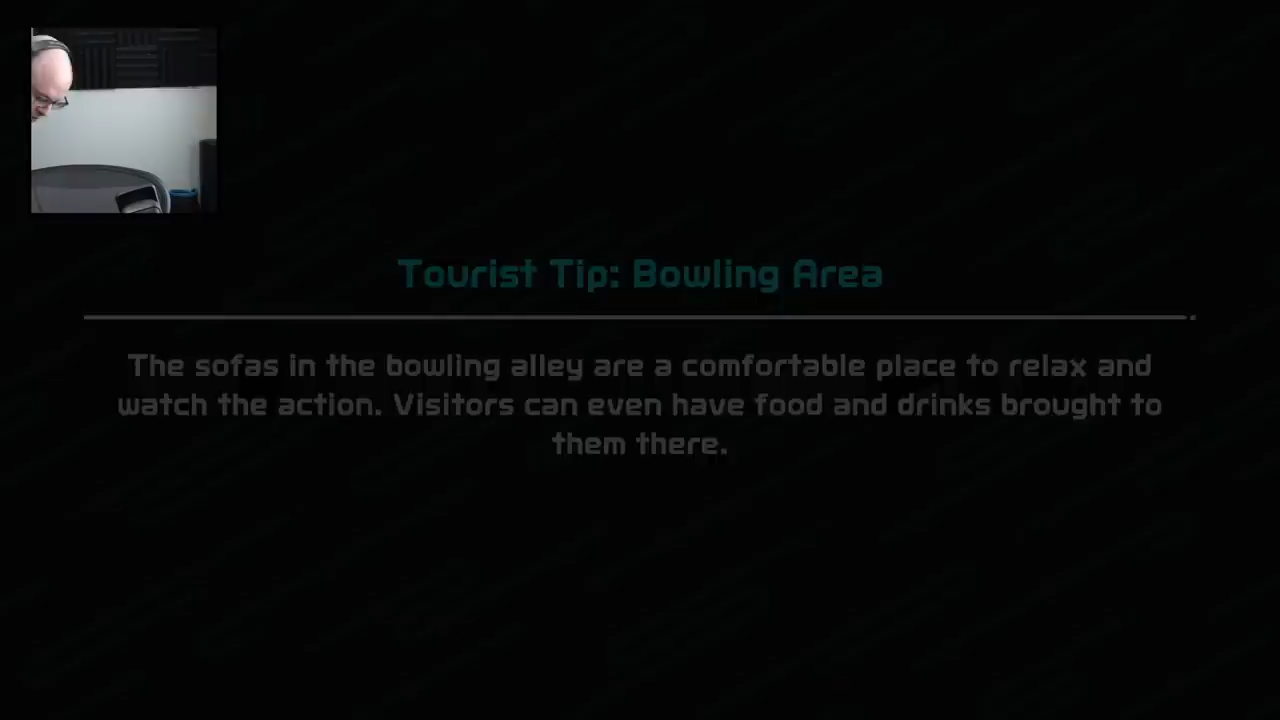 Tourist Tip: Bowling Area
The sofas in the bowling alley are a comfortable place to relax and
watch the action. Visitors can even have food and drinks brought to
them there.